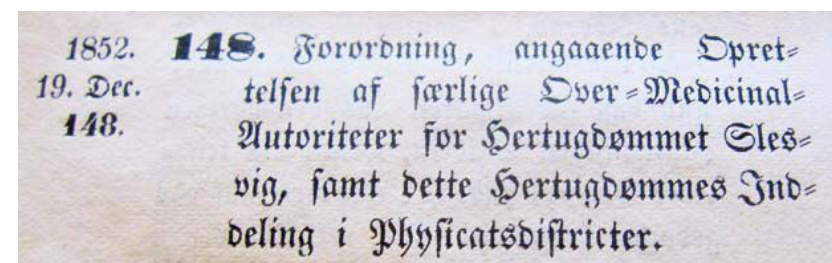 1852.
19. Dec.
148.
148. Forordning, angaaende Opret-
telsen af særlige Over-Medicinal-
Autoriteter for Hertugdømmet Sles-
vig, samt dette Hertugdømmes Ind-
deling i Physicatsdistricter.